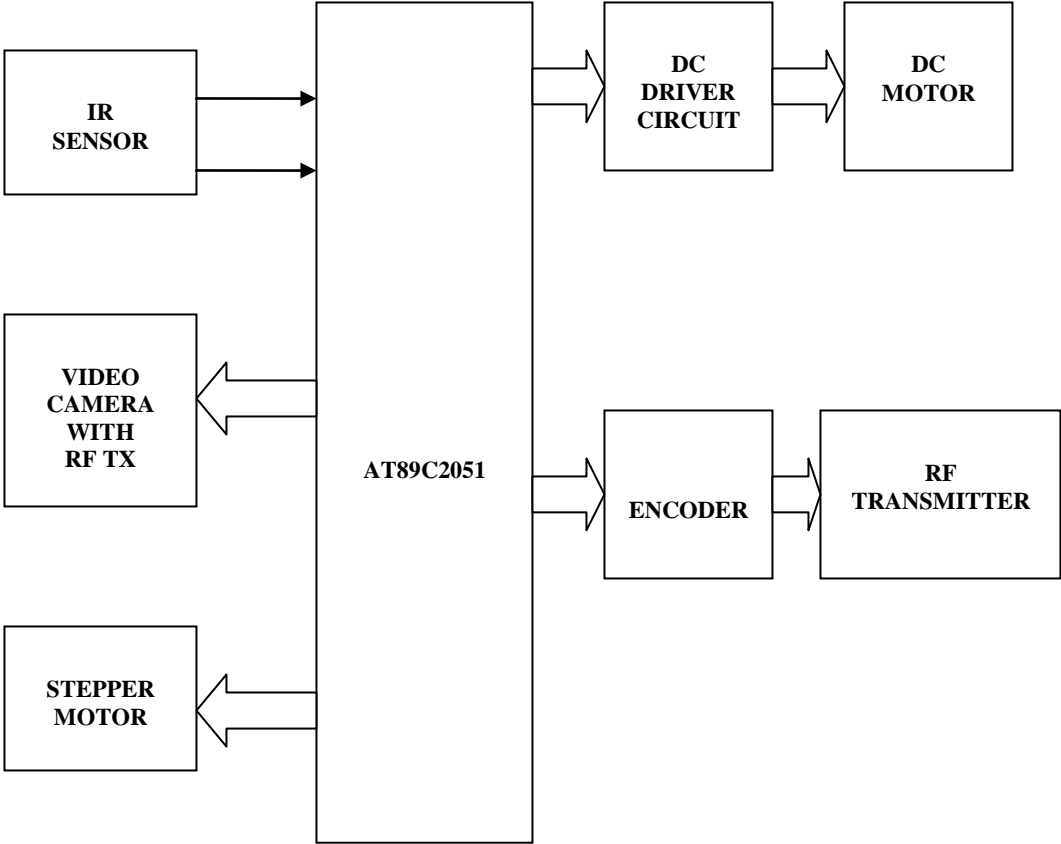 IR
SENSOR
DC
DRIVER
CIRCUIT
DC
MOTOR
VIDEO
CAMERA
WITH
RF TX
AT89C2051
ENCODER
RF
TRANSMITTER
STEPPER
MOTOR